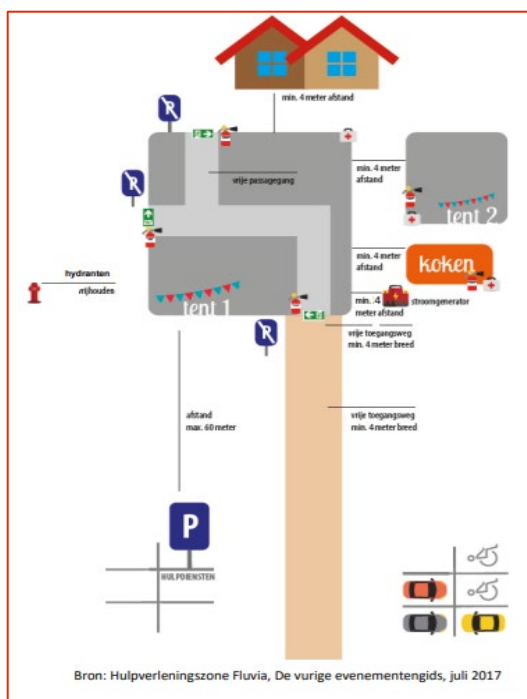 min. 4 meter afstand
P
vrije passagegang
min. 4 meter
afstand
tent 2
P
min. 4 meter
afstand
koken
hydranten
vrijhouden
tent 1
min. .4
meter afstand
stroomgenerator
P
vrije toegangsweg
min. 4 meter breed
vrije toegangsweg
min. 4 meter breed
afstand
max. 60 meter
P
HULPDIENSTEN
Bron: Hulpverleningszone Fluvia, De vurige evenementengids, juli 2017